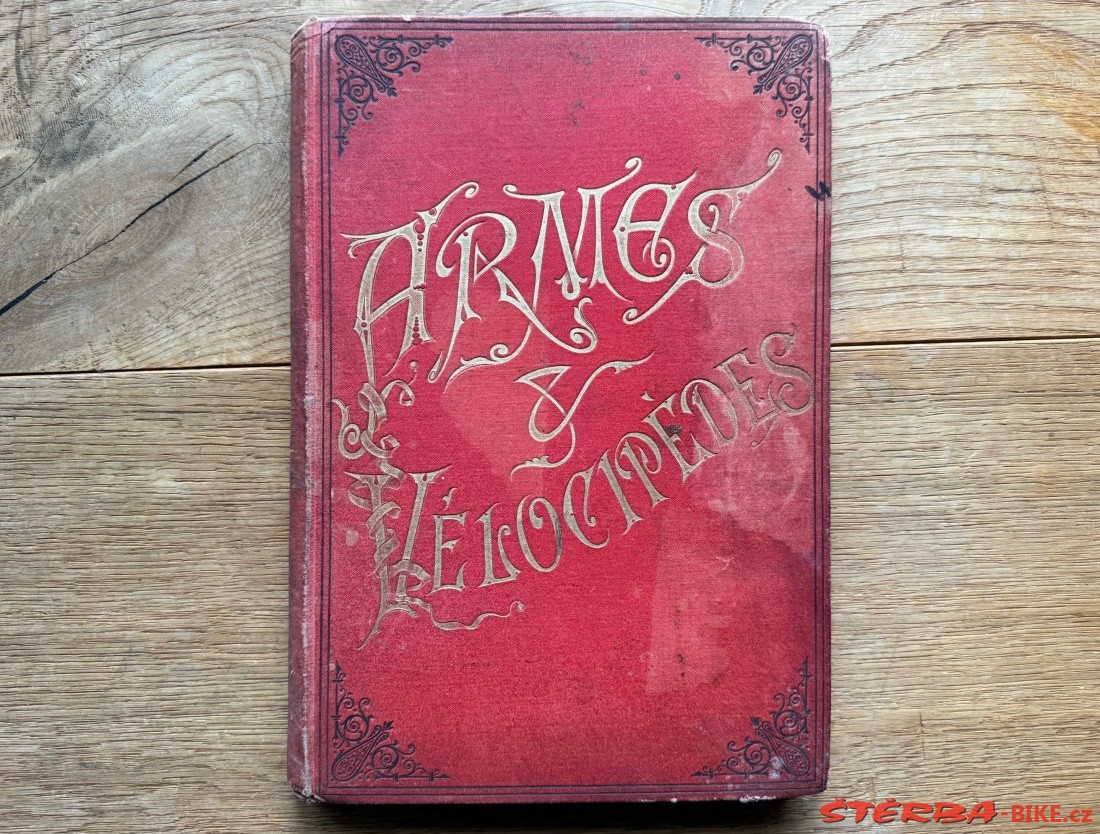 ARMES
&
VÉLOCIPÈDES
ŠTĚRBA-BIKE.cz